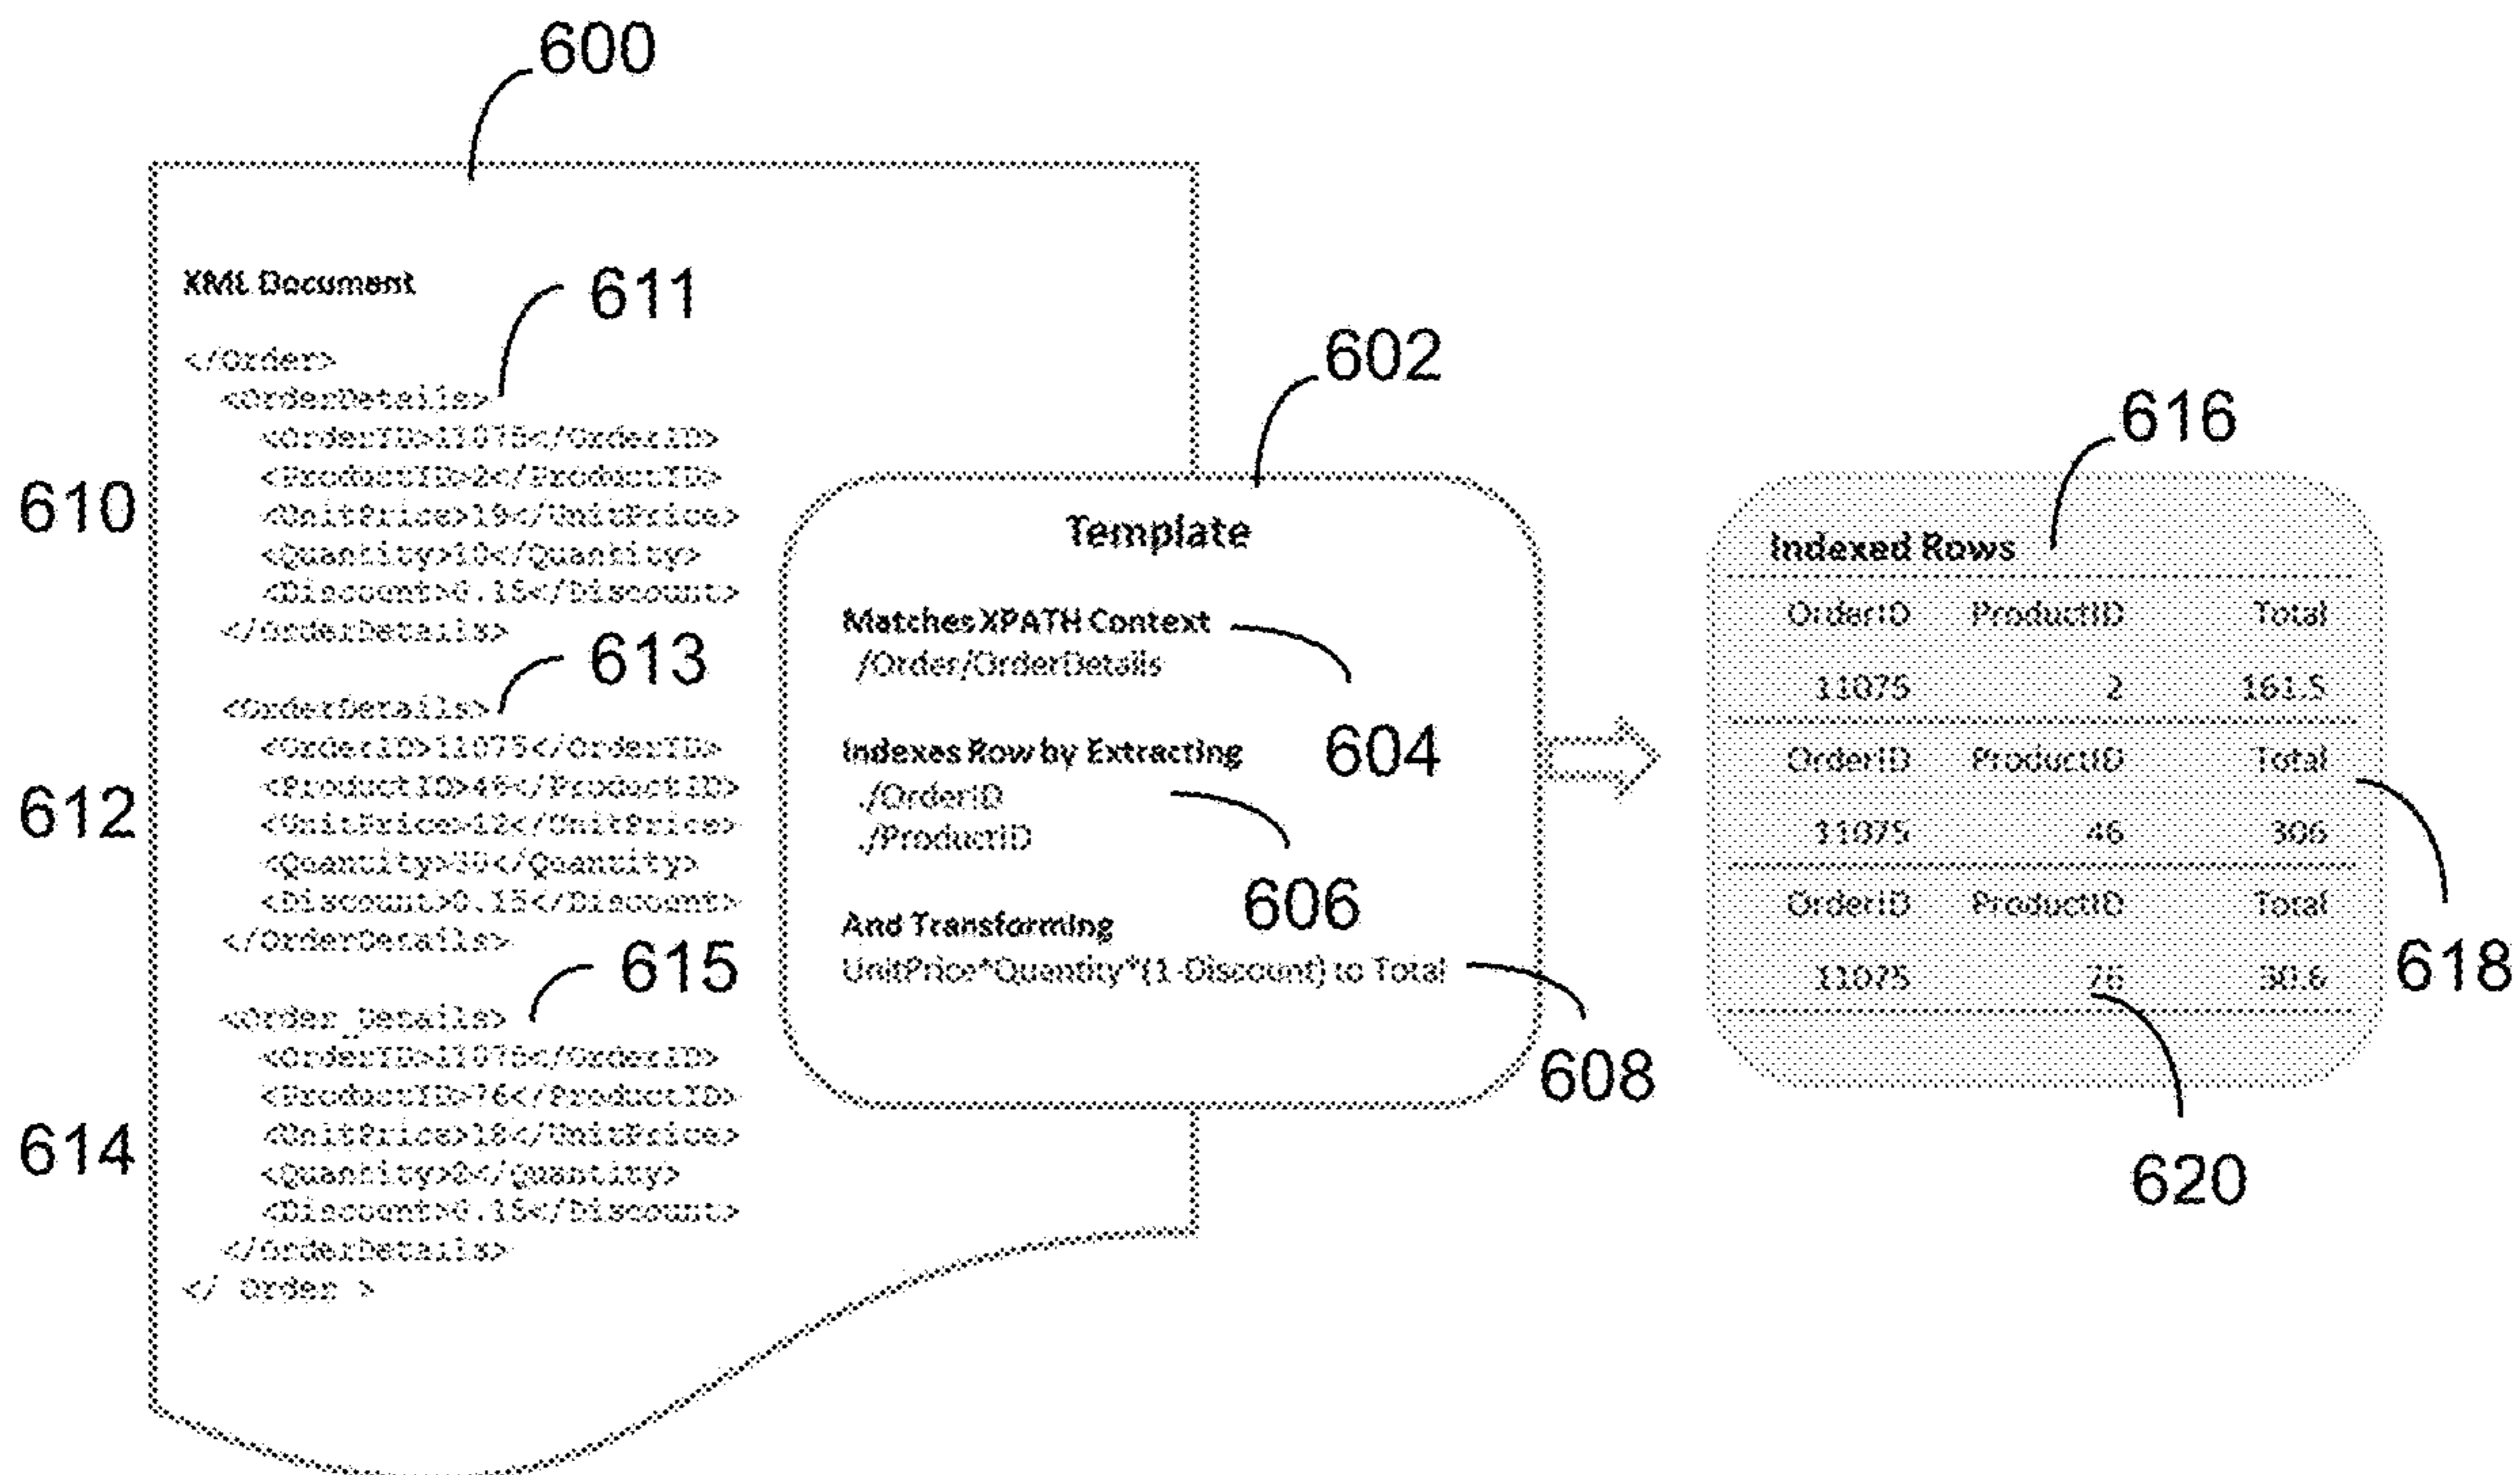 600
XML Document
611
</Order>
<OrderDetails>
<OrderID>11075</OrderID>
<ProductID>2</ProductID>
<UnitPrice>19</UnitPrice>
<Quantity>10</Quantity>
<Discount>0.15</Discount>
</OrderDetails>
610
613
<OrderDetails>
<OrderID>11075</OrderID>
<ProductID>46</ProductID>
<UnitPrice>12</UnitPrice>
<Quantity>30</Quantity>
<Discount>0.15</Discount>
</OrderDetails>
612
615
<Order_Details>
<OrderID>11075</OrderID>
<ProductID>76</ProductID>
<UnitPrice>18</UnitPrice>
<Quantity>2</quantity>
<Discount>0.15</Discount>
</OrderDetails>
</ Order >
614
602
Template
Matches XPATH Context
/Order/OrderDetails
604
Indexes Row by Extracting
./OrderID
./ProductID
606
And Transforming
UnitPrice*Quantity*(1-Discount) to Total
608
616
Indexed Rows
OrderID ProductID Total
11075 2 161.5
OrderID ProductID Total
11075 46 306
618
OrderID ProductID Total
11075 76 30.6
620